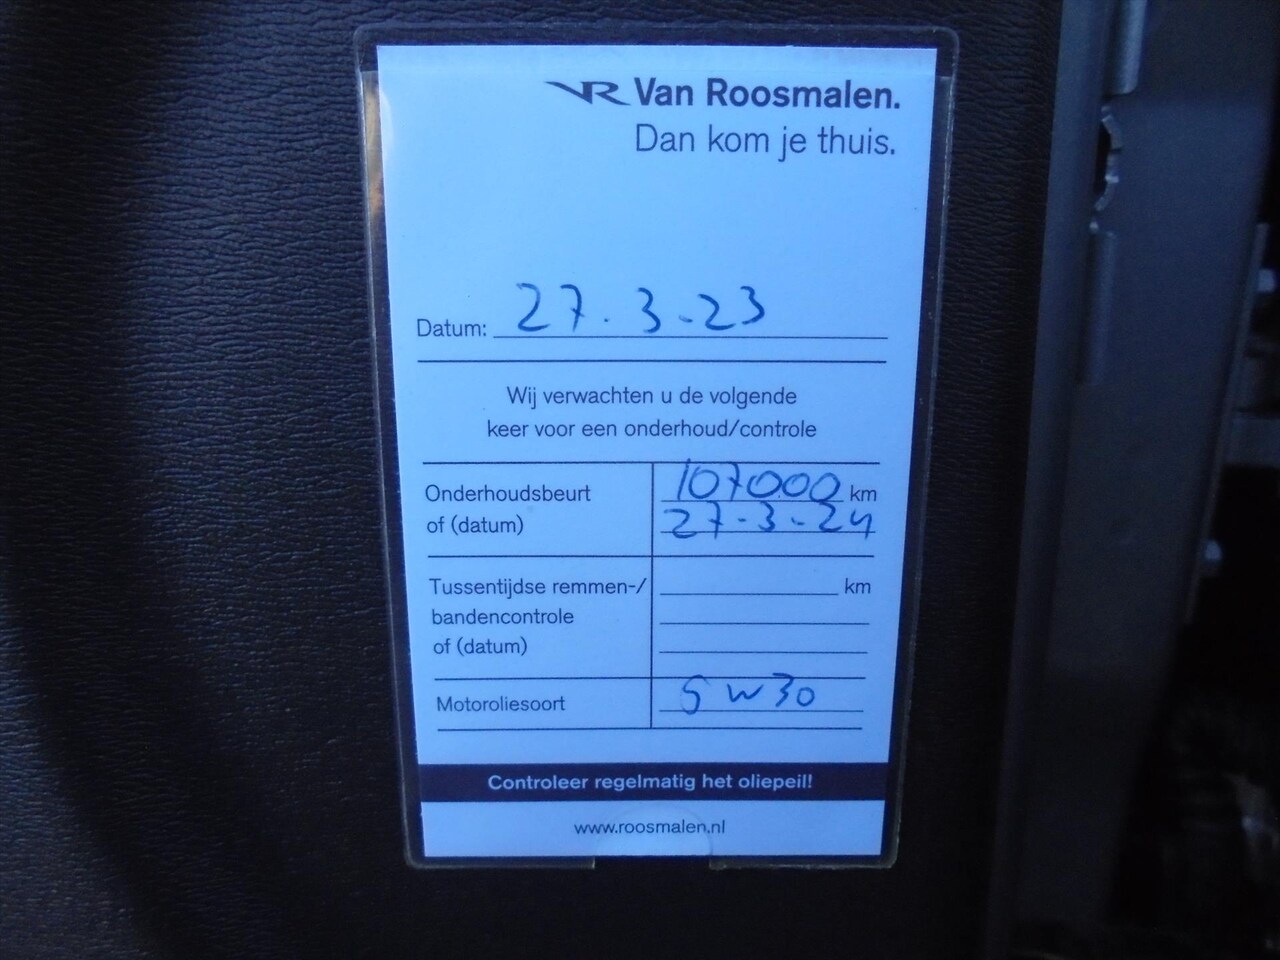 VR Van Roosmalen.
Dan kom je thuis.
Datum: 27.3-23
Wij verwachten u de volgende
keer voor een onderhoud/controle
Onderhoudsbeurt 107000 km
of (datum) 27-3-24
Tussentijdse remmen-/ km
bandencontrole
of (datum)
Motoroliesoort 5W30
Controleer regelmatig het oliepeil!
www.roosmalen.nl